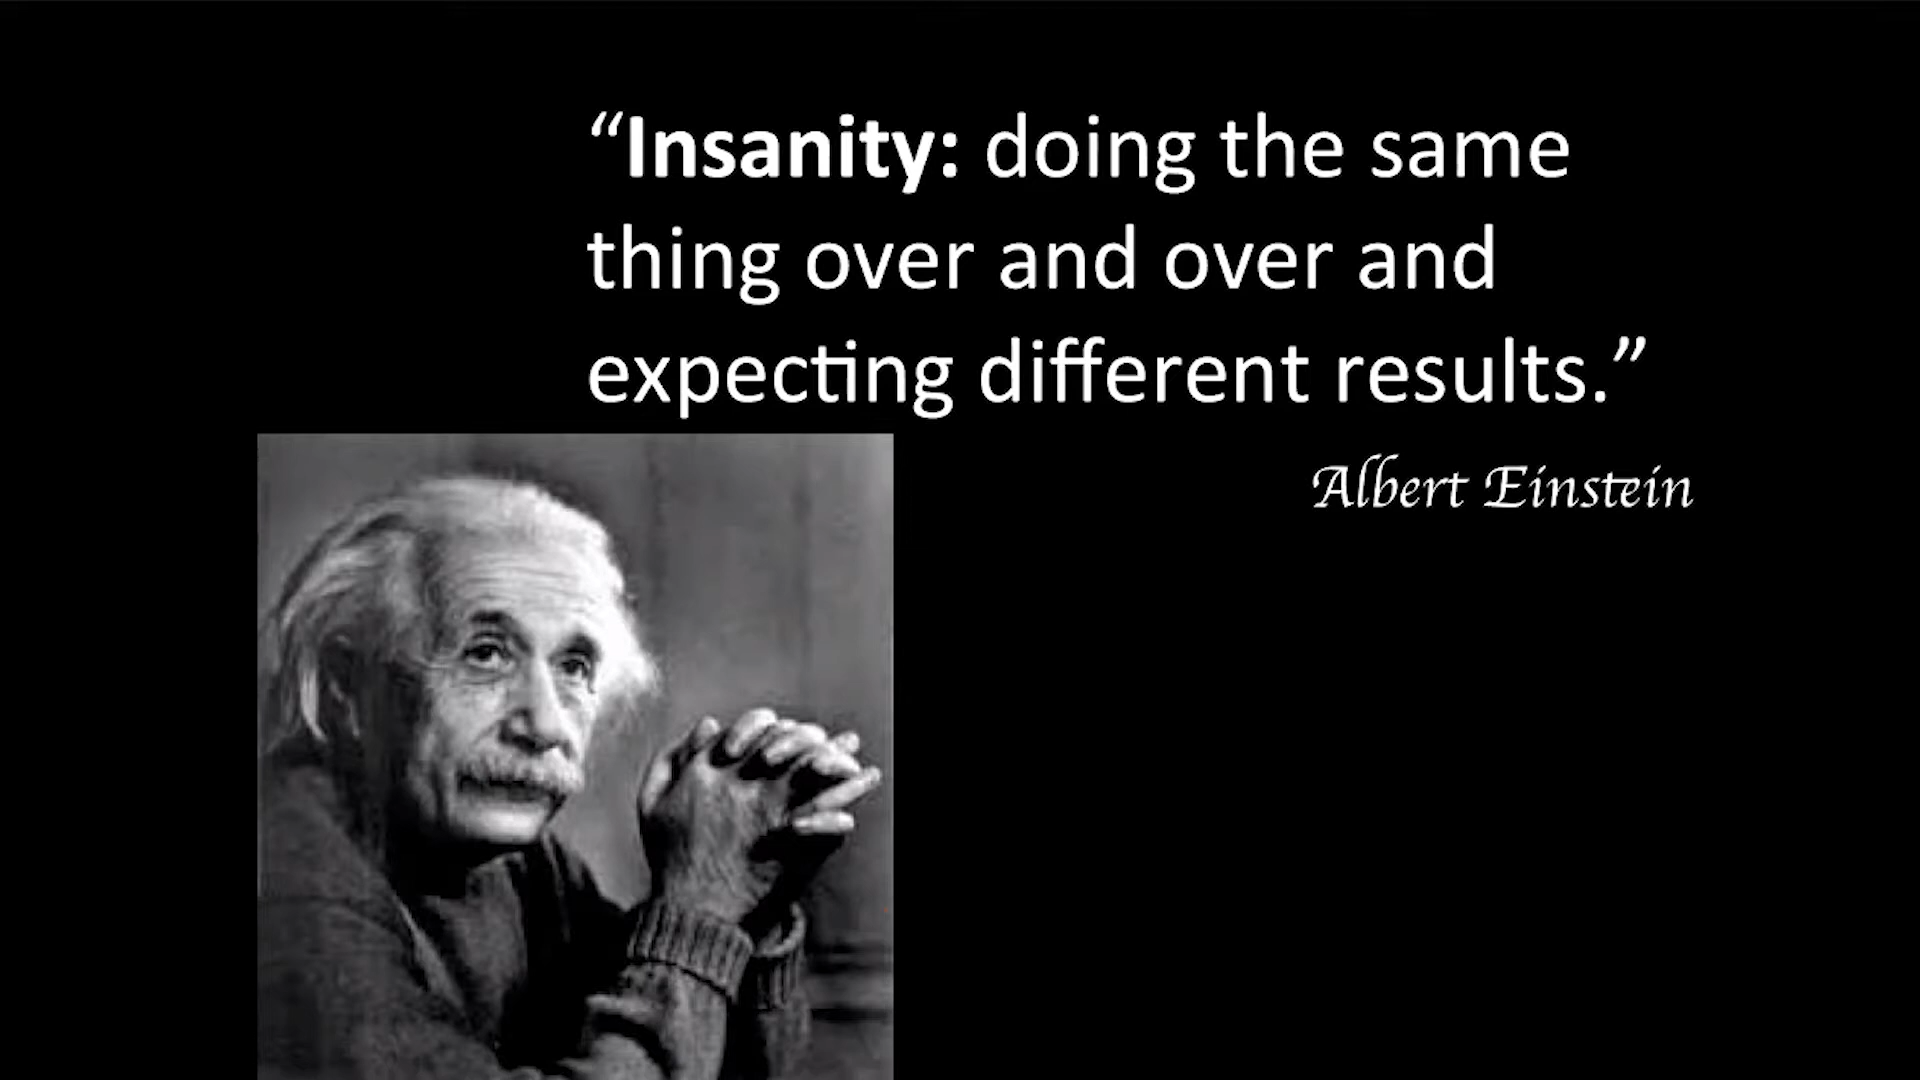 “Insanity: doing the same
thing over and over and
expecting different results.”
Albert Einstein